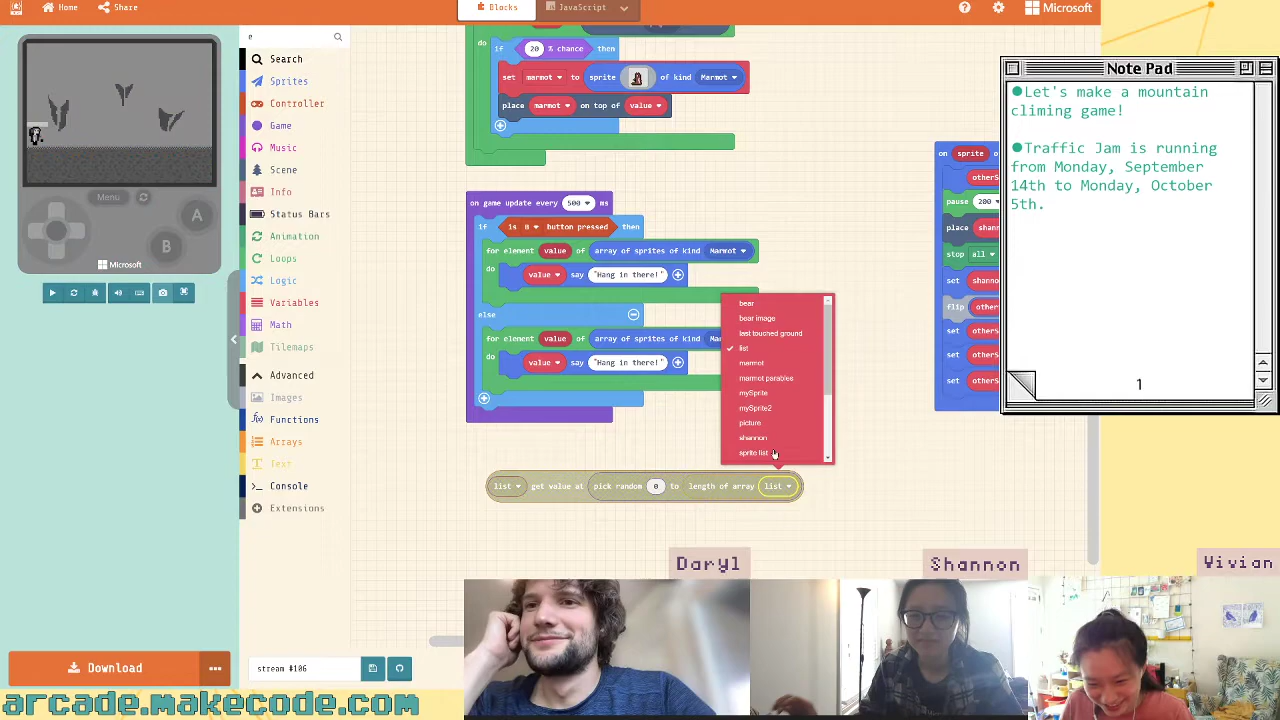 Home
Share
Blocks
JavaScript
Microsoft
e
Search
Sprites
Controller
Game
Music
Scene
Info
Status Bars
Animation
Loops
Logic
Variables
Math
Tilemaps
Advanced
Images
Functions
Arrays
Text
Console
Extensions
Menu
A
B
Microsoft
do
if 20 % chance then
set marmot to sprite of kind Marmot
place marmot on top of value
on game update every 500 ms
if is B button pressed then
for element value of array of sprites of kind Marmot
do value say "Hang in there!"
else
for element value of array of sprites of kind
do value say "Hang in there!"
bear
bear image
last touched ground
list
marmot
marmot parables
mySprite
mySprite2
picture
shannon
sprite list
list get value at pick random 0 to length of array list
on sprite
pause 200
place
stop all
set
flip
set
set
set
Note Pad
●Let's make a mountain
climing game!
●Traffic Jam is running
from Monday, September
14th to Monday, October
5th.
1
Daryl
Shannon
Vivian
Download
stream #106
arcade.makecode.com